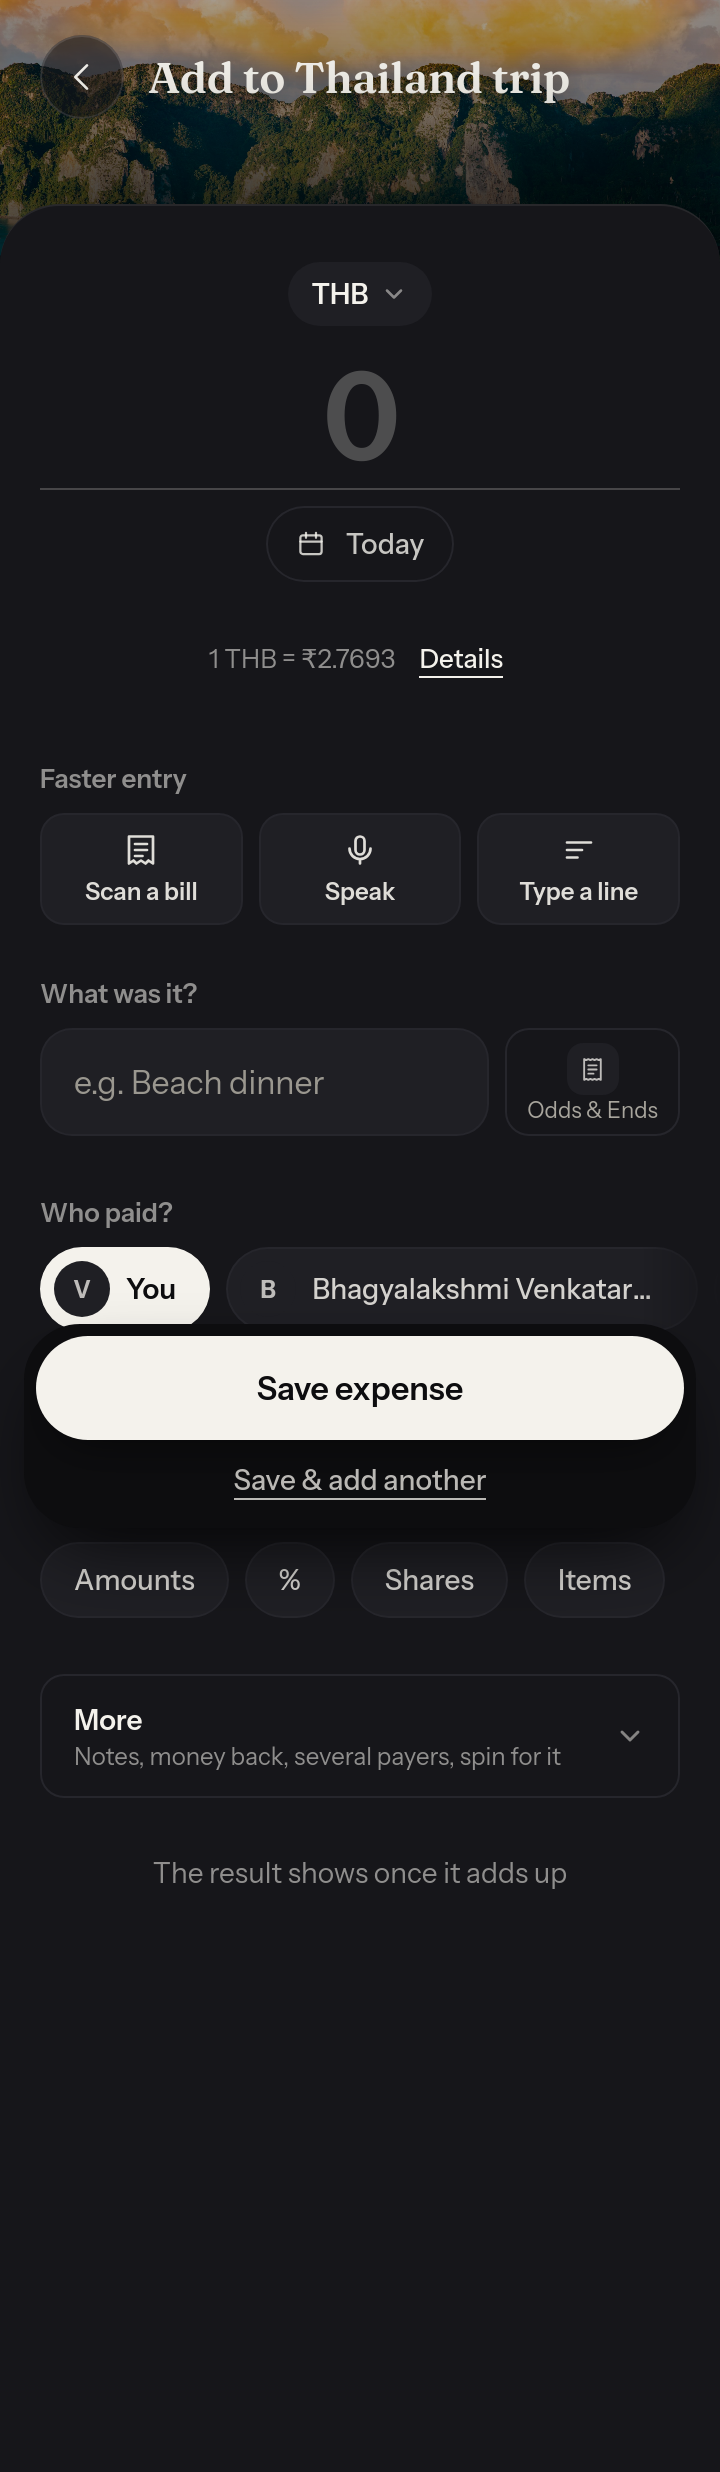 Add to Thailand trip
THB
0
Today
1 THB = ₹2.7693 Details
Faster entry
Scan a bill
Speak
Type a line
What was it?
e.g. Beach dinner
Odds & Ends
Who paid?
V You
B Bhagyalakshmi Venkatar...
Save expense
Save & add another
Amounts
%
Shares
Items
More
Notes, money back, several payers, spin for it
The result shows once it adds up